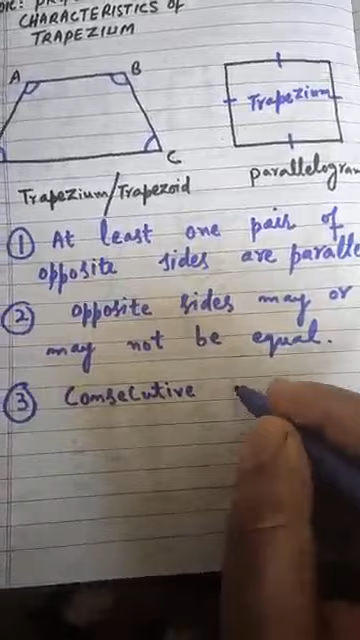 CHARACTERISTICS of
TRAPEZIUM
A
B
C
Trapezium
Trapezium/Trapezoid
parallelogram
① At least one pair of
opposite sides are paralle
② opposite sides may or
may not be equal.
③ Consecutive